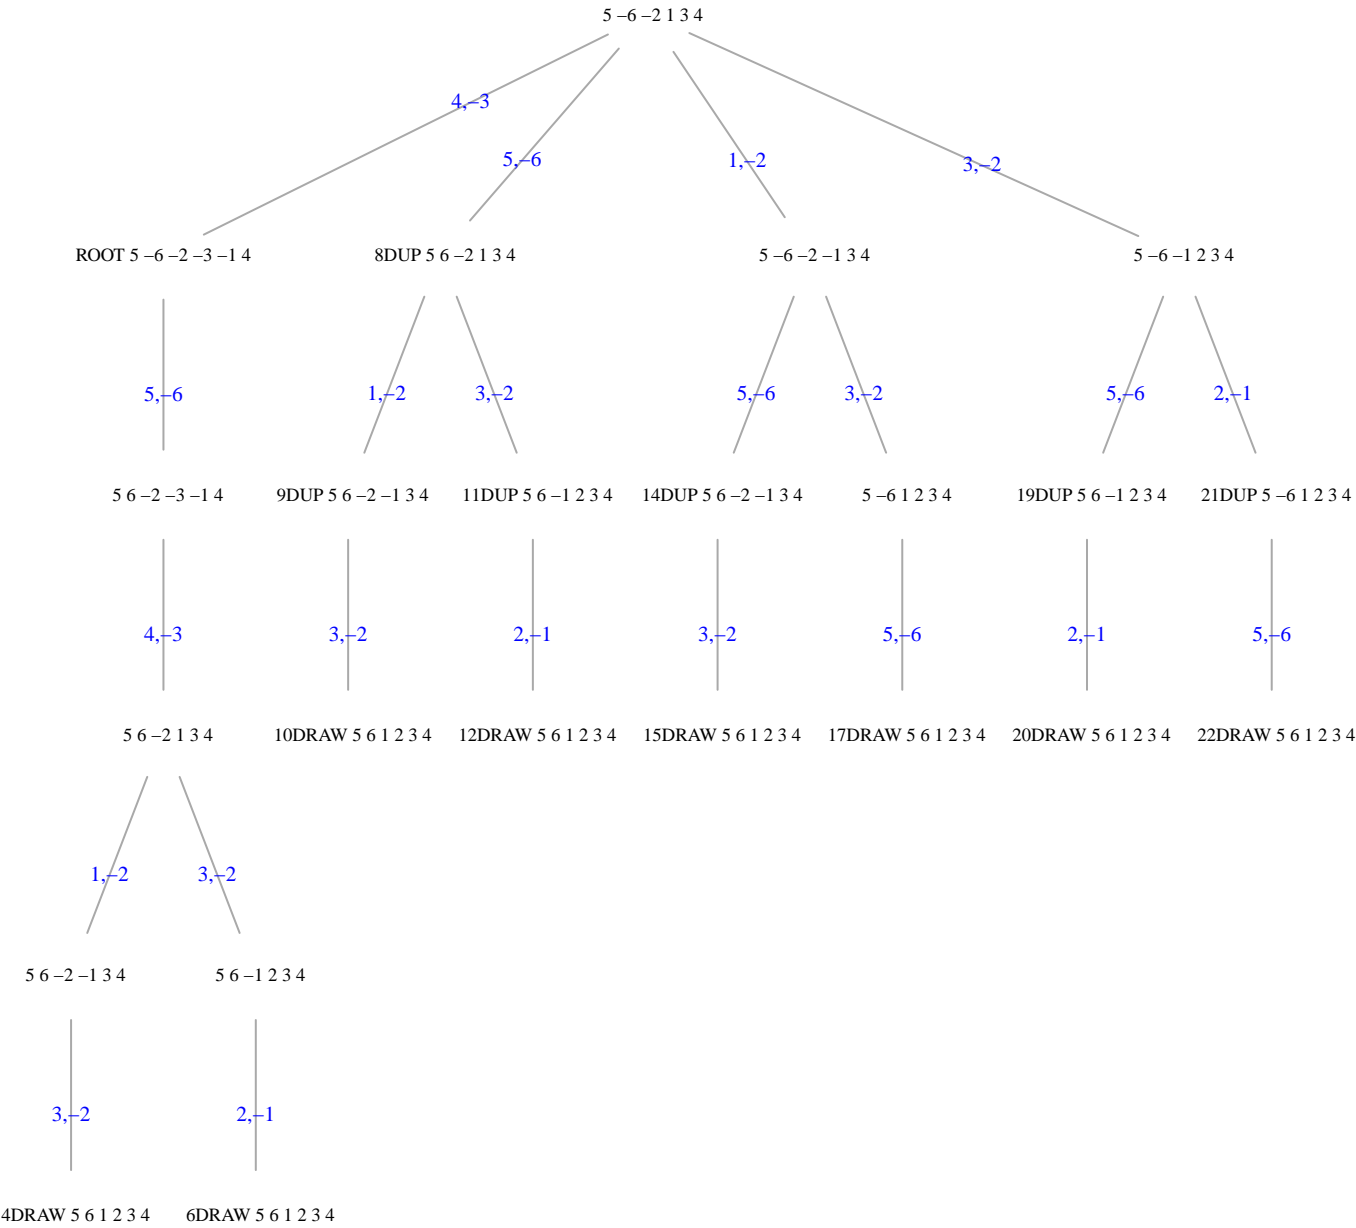 5 –6 –2 1 3 4
4,–3
5,–6
1,–2
3,–2
ROOT 5 –6 –2 –3 –1 4
8DUP 5 6 –2 1 3 4
5 –6 –2 –1 3 4
5 –6 –1 2 3 4
5,–6
1,–2
3,–2
5,–6
3,–2
5,–6
2,–1
5 6 –2 –3 –1 4
9DUP 5 6 –2 –1 3 4
11DUP 5 6 –1 2 3 4
14DUP 5 6 –2 –1 3 4
5 –6 1 2 3 4
19DUP 5 6 –1 2 3 4
21DUP 5 –6 1 2 3 4
4,–3
3,–2
2,–1
3,–2
5,–6
2,–1
5,–6
5 6 –2 1 3 4
10DRAW 5 6 1 2 3 4
12DRAW 5 6 1 2 3 4
15DRAW 5 6 1 2 3 4
17DRAW 5 6 1 2 3 4
20DRAW 5 6 1 2 3 4
22DRAW 5 6 1 2 3 4
1,–2
3,–2
5 6 –2 –1 3 4
5 6 –1 2 3 4
3,–2
2,–1
4DRAW 5 6 1 2 3 4
6DRAW 5 6 1 2 3 4